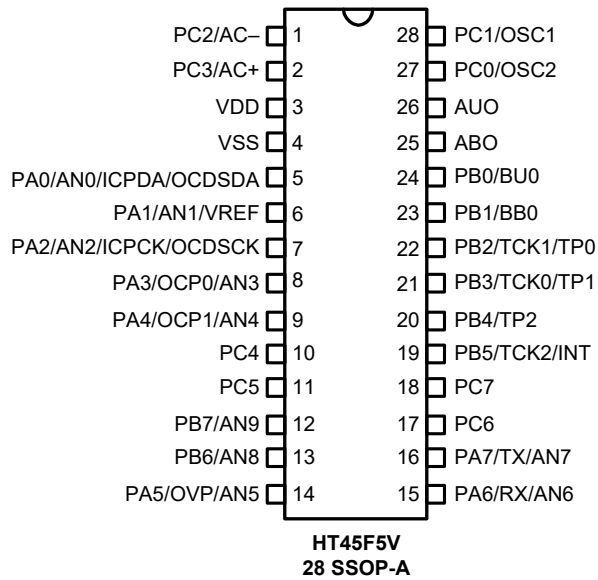 PC2/AC– 1 28 PC1/OSC1
PC3/AC+ 2 27 PC0/OSC2
VDD 3 26 AUO
VSS 4 25 ABO
PA0/AN0/ICPDA/OCDSDA 5 24 PB0/BU0
PA1/AN1/VREF 6 23 PB1/BB0
PA2/AN2/ICPCK/OCDSCK 7 22 PB2/TCK1/TP0
PA3/OCP0/AN3 8 21 PB3/TCK0/TP1
PA4/OCP1/AN4 9 20 PB4/TP2
PC4 10 19 PB5/TCK2/INT
PC5 11 18 PC7
PB7/AN9 12 17 PC6
PB6/AN8 13 16 PA7/TX/AN7
PA5/OVP/AN5 14 15 PA6/RX/AN6
HT45F5V
28 SSOP-A